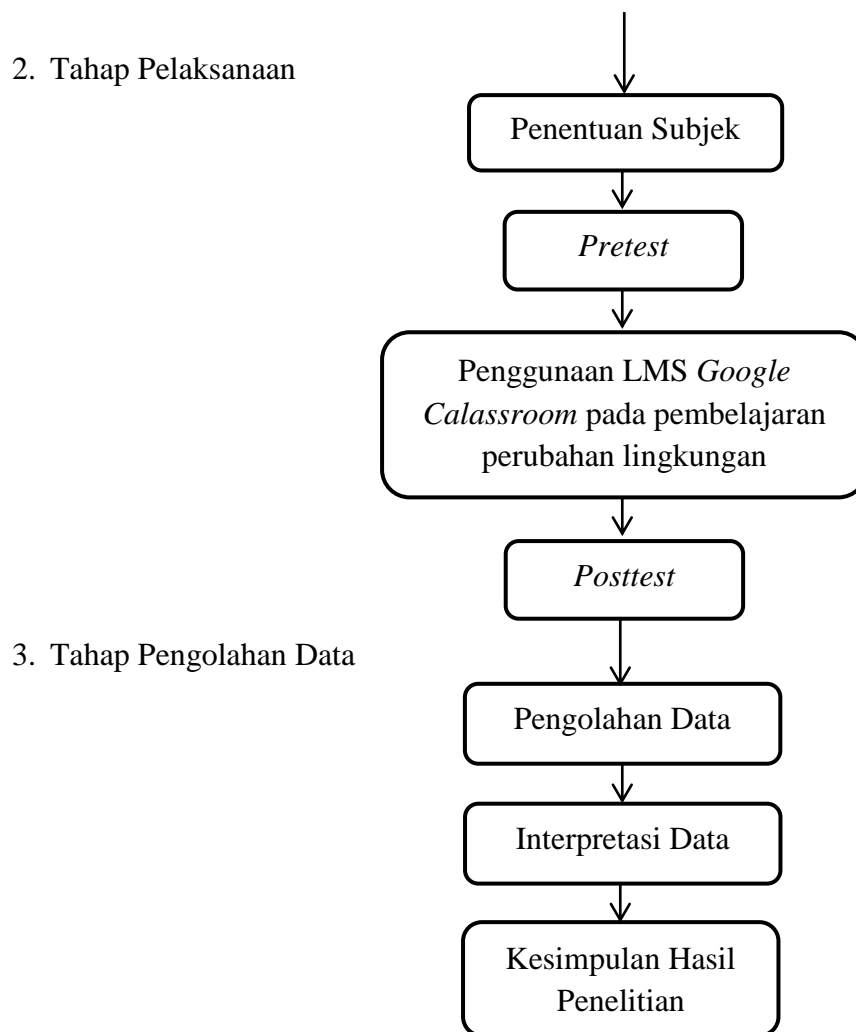 2. Tahap Pelaksanaan
Penentuan Subjek
Pretest
Penggunaan LMS Google
Calassroom pada pembelajaran
perubahan lingkungan
Posttest
3. Tahap Pengolahan Data
Pengolahan Data
Interpretasi Data
Kesimpulan Hasil
Penelitian